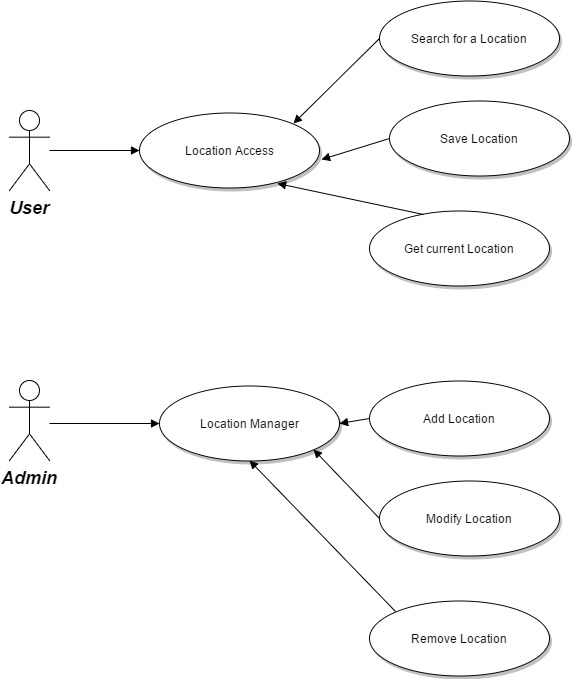 Search for a Location
Save Location
Location Access
User
Get current Location
Add Location
Location Manager
Admin
Modify Location
Remove Location